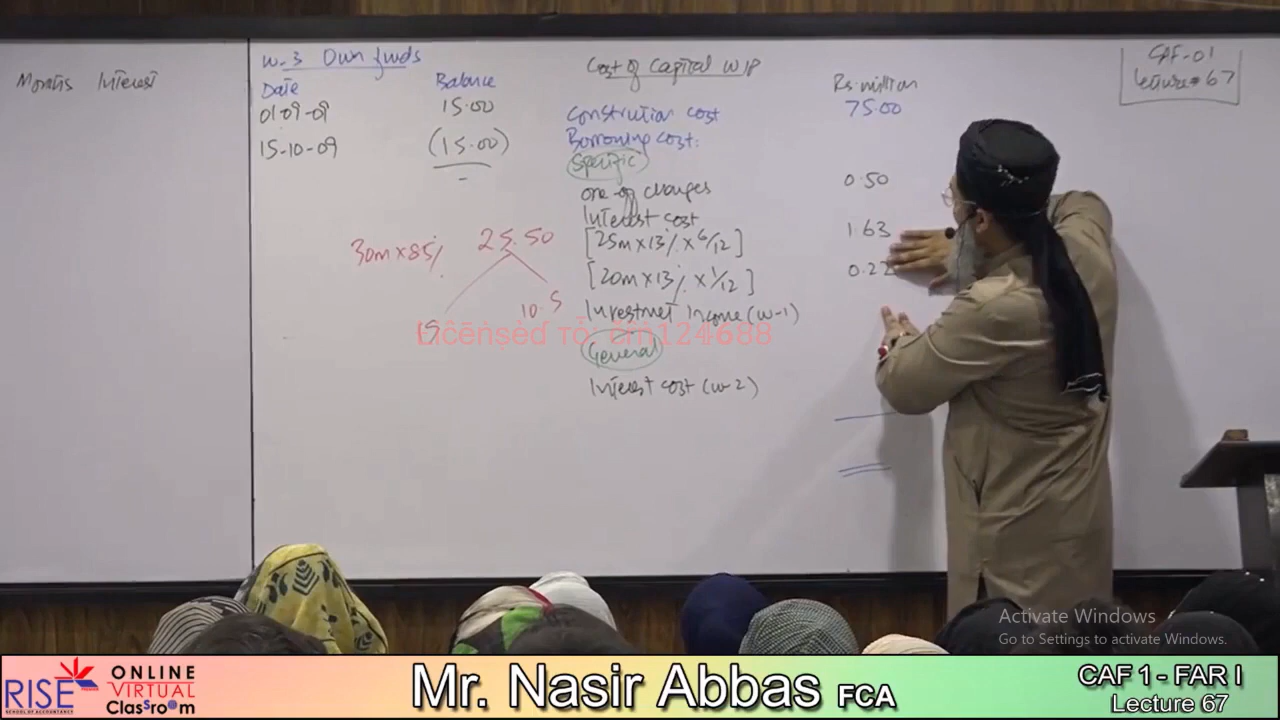 Months Interest
W-3 Own funds
Date Balance
01-09-09 15.00
15-10-09 (15.00)
30m x 85% 25.50
15 10.5
Cost of Capital WIP
Rs. million
Construction cost 75.00
Borrowing cost:
Specific
one-of charges 0.50
Interest cost
[25m x 13% x 6/12] 1.63
[20m x 13% x 1/12] 0.22
Investment income (W-1)
General
Interest cost (W-2)
CAF-01
Lecture # 67
Activate Windows
Go to Settings to activate Windows.
RISE
SCHOOL OF ACCOUNTANCY
ONLINE
VIRTUAL
ClassrOOm
Mr. Nasir Abbas FCA
CAF 1 - FAR I
Lecture 67